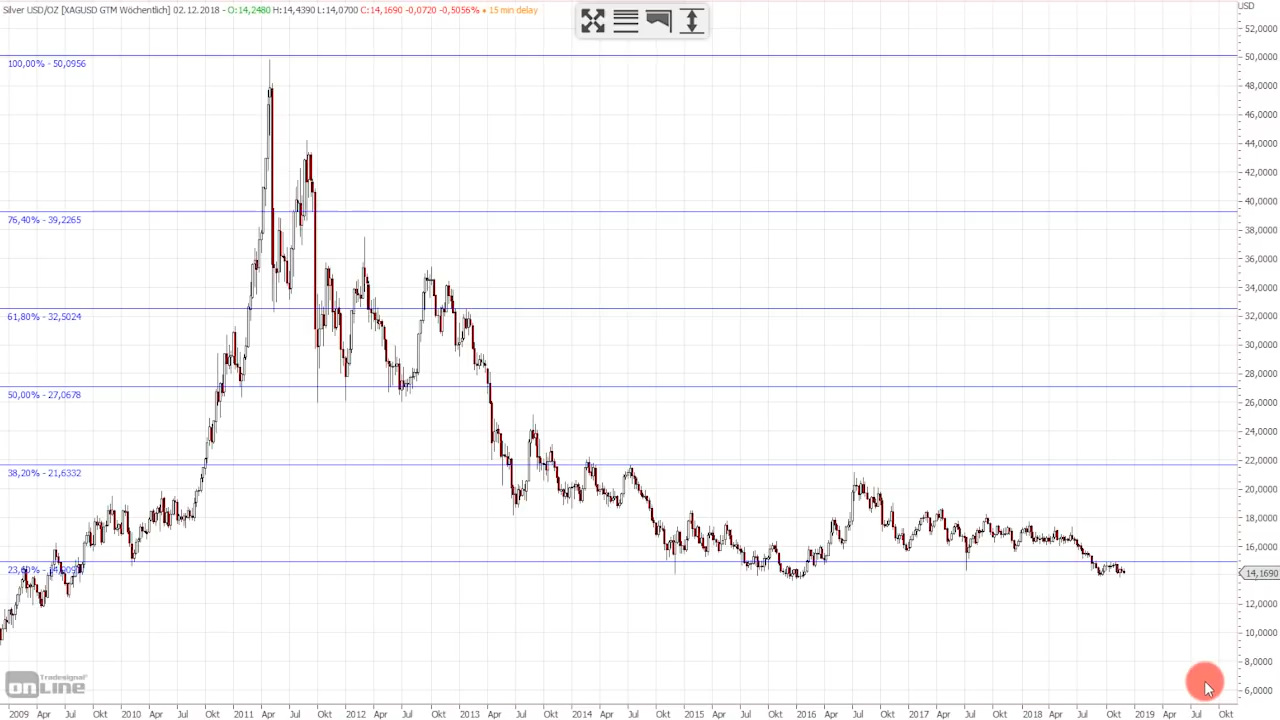 Silver USD/OZ [XAGUSD GTM Wöchentlich] 02.12.2018 - O:14,2480 H:14,4390 L:14,0700 C:14,1690 -0,0720 -0,5056% • 15 min delay
USD
52,0000
50,0000
100,00% - 50,0956
48,0000
46,0000
44,0000
42,0000
40,0000
76,40% - 39,2265
38,0000
36,0000
34,0000
61,80% - 32,5024
32,0000
30,0000
28,0000
50,00% - 27,0678
26,0000
24,0000
22,0000
38,20% - 21,6332
20,0000
18,0000
16,0000
14,1690
12,0000
10,0000
8,0000
6,0000
Tradesignal®
onLine
2009 Apr Jul Okt 2010 Apr Jul Okt 2011 Apr Jul Okt 2012 Apr Jul Okt 2013 Apr Jul Okt 2014 Apr Jul Okt 2015 Apr Jul Okt 2016 Apr Jul Okt 2017 Apr Jul Okt 2018 Apr Jul Okt 2019 Apr Jul Okt